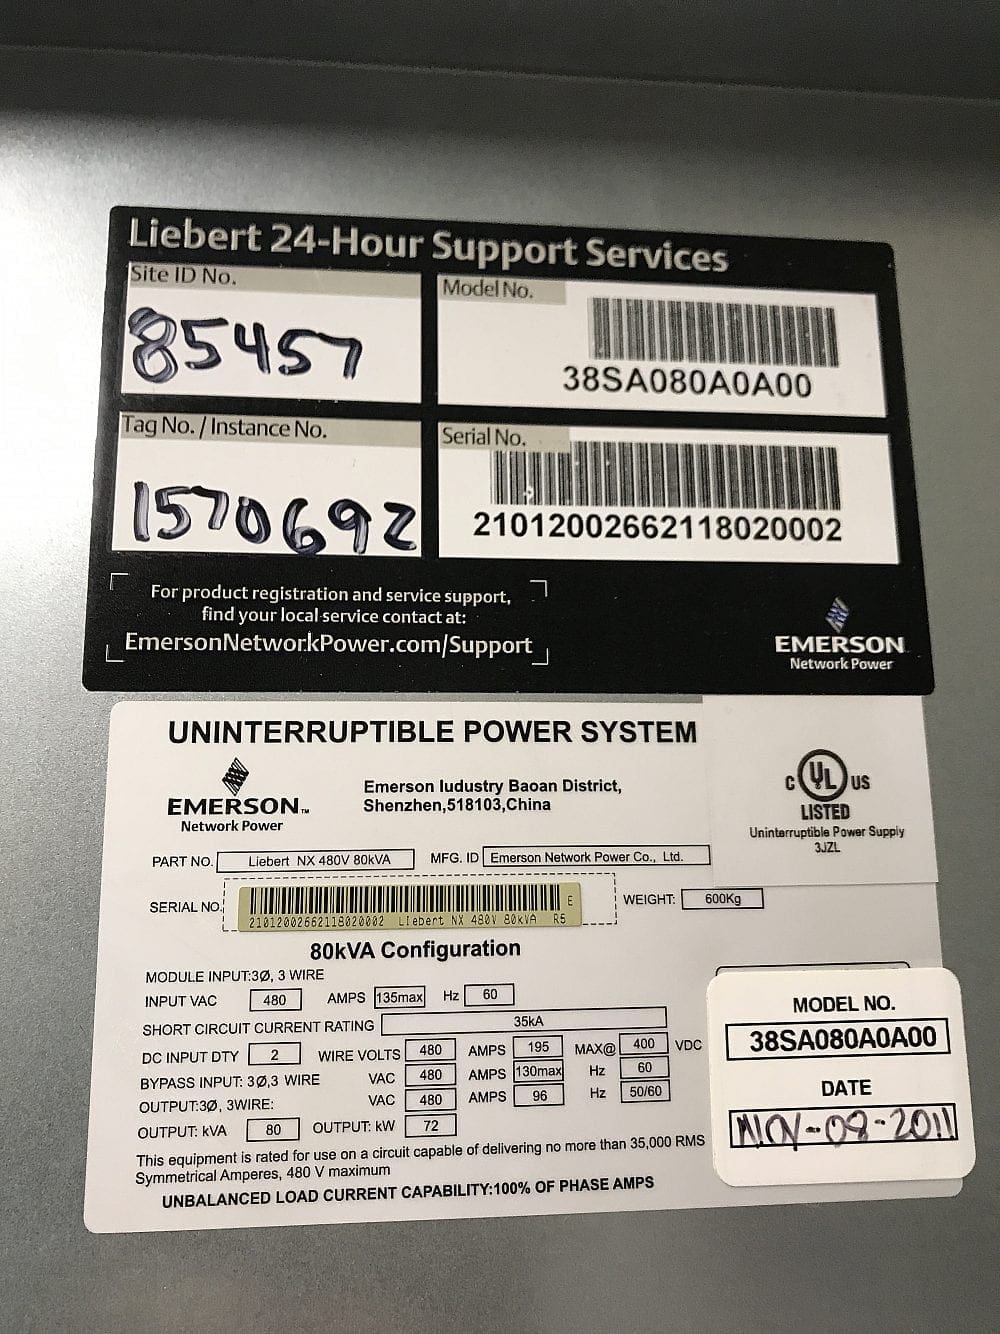 Liebert 24-Hour Support Services
Site ID No.
85457
Model No.
38SA080A0A00
Tag No. / Instance No.
1570692
Serial No.
21012002662118020002
For product registration and service support,
find your local service contact at:
EmersonNetworkPower.com/Support
EMERSON
Network Power
UNINTERRUPTIBLE POWER SYSTEM
EMERSON™
Network Power
Emerson Iudustry Baoan District,
Shenzhen,518103,China
C UL US
LISTED
Uninterruptible Power Supply
3JZL
PART NO. Liebert NX 480V 80kVA MFG. ID Emerson Network Power Co., Ltd.
SERIAL NO. 21012002662118020002 LIebert NX 480V 80kVA R5 E
WEIGHT: 600Kg
80kVA Configuration
MODULE INPUT:3Ø, 3 WIRE
INPUT VAC 480 AMPS 135max Hz 60
SHORT CIRCUIT CURRENT RATING 35kA
DC INPUT DTY 2 WIRE VOLTS 480 AMPS 195 MAX@ 400 VDC
BYPASS INPUT: 3Ø,3 WIRE VAC 480 AMPS 130max Hz 60
OUTPUT:3Ø, 3WIRE: VAC 480 AMPS 96 Hz 50/60
OUTPUT: kVA 80 OUTPUT: kW 72
This equipment is rated for use on a circuit capable of delivering no more than 35,000 RMS
Symmetrical Amperes, 480 V maximum
UNBALANCED LOAD CURRENT CAPABILITY:100% OF PHASE AMPS
MODEL NO.
38SA080A0A00
DATE
NOV-08-2011